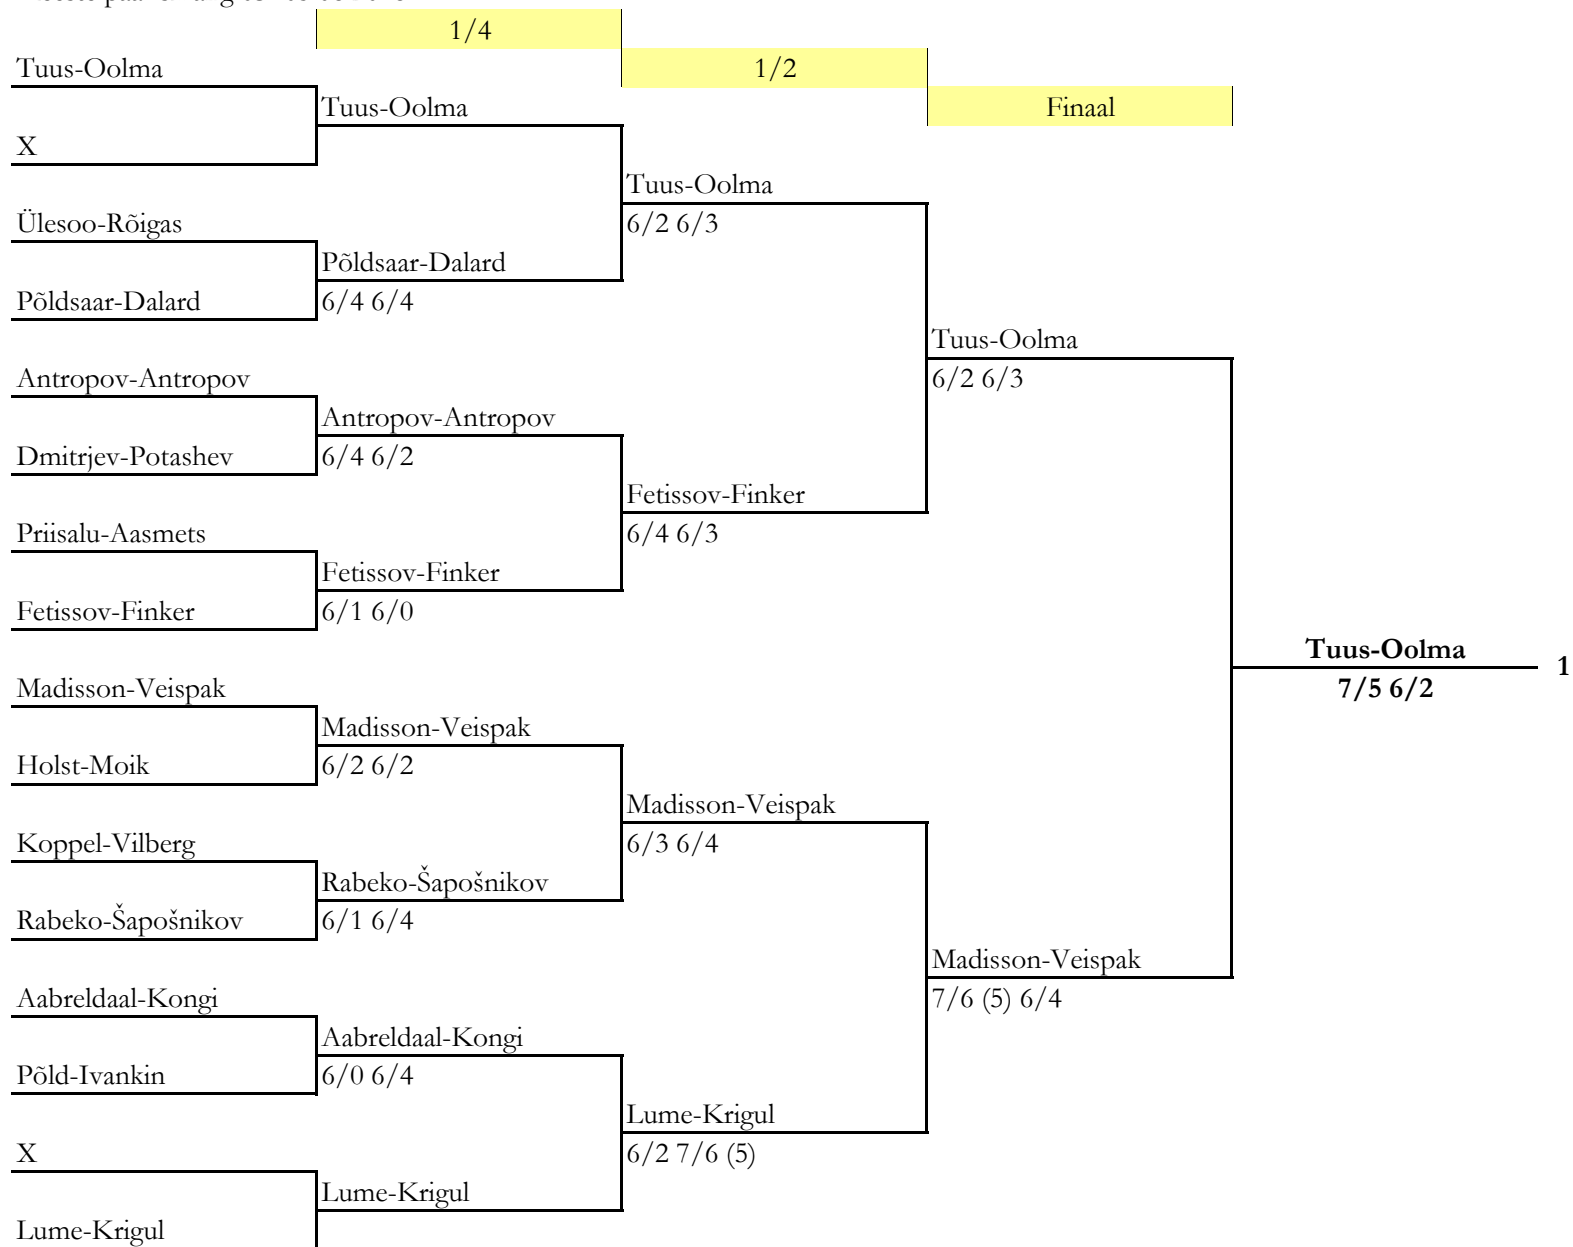 1/4
Tuus-Oolma
1/2
Tuus-Oolma
Finaal
X
Tuus-Oolma
Ülesoo-Rõigas
6/2 6/3
Põldsaar-Dalard
Põldsaar-Dalard
6/4 6/4
Tuus-Oolma
Antropov-Antropov
6/2 6/3
Antropov-Antropov
Dmitrjev-Potashev
6/4 6/2
Fetissov-Finker
Priisalu-Aasmets
6/4 6/3
Fetissov-Finker
Fetissov-Finker
6/1 6/0
Tuus-Oolma
1
Madisson-Veispak
7/5 6/2
Madisson-Veispak
Holst-Moik
6/2 6/2
Madisson-Veispak
Koppel-Vilberg
6/3 6/4
Rabeko-Šapošnikov
Rabeko-Šapošnikov
6/1 6/4
Madisson-Veispak
Aabreldaal-Kongi
7/6 (5) 6/4
Aabreldaal-Kongi
Põld-Ivankin
6/0 6/4
Lume-Krigul
X
6/2 7/6 (5)
Lume-Krigul
Lume-Krigul